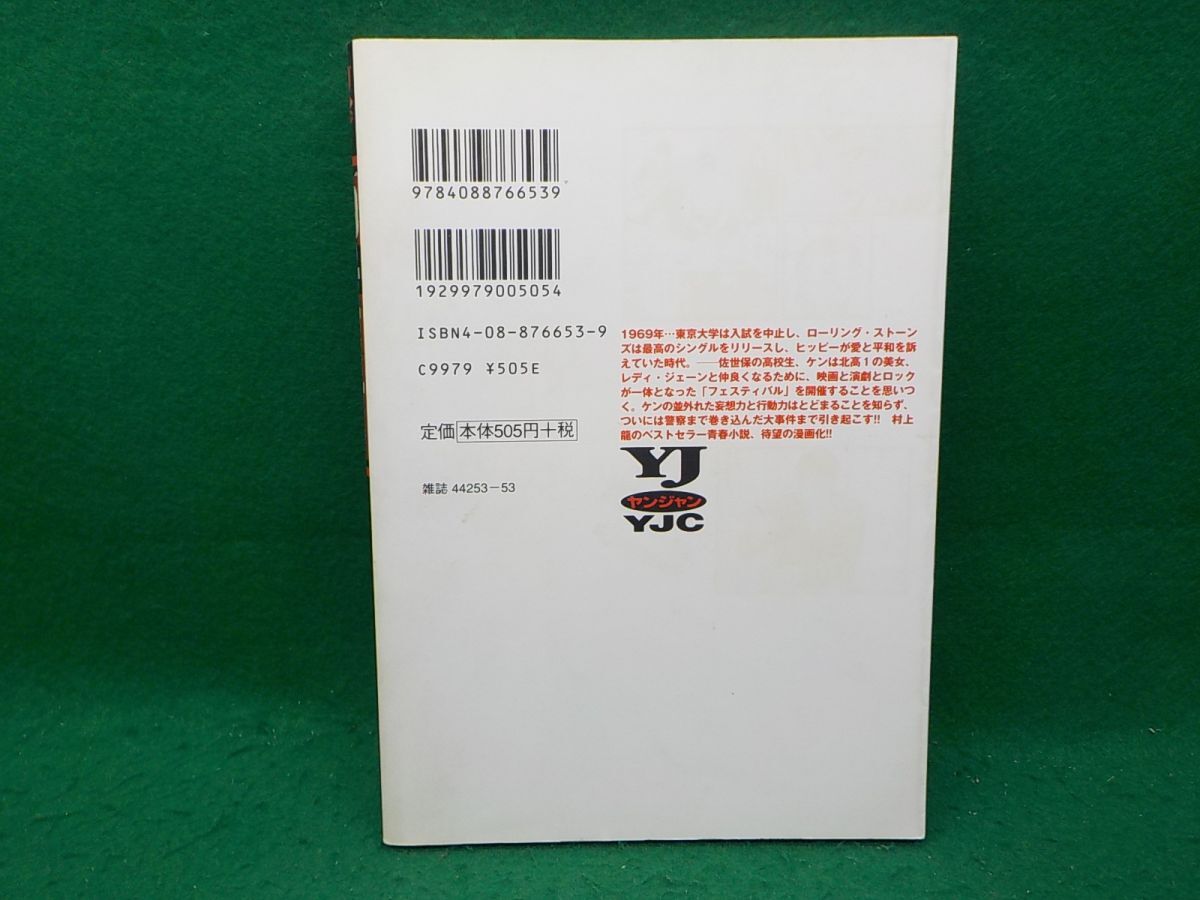 9784088766539
1929979005054
ISBN4-08-876653-9
C9979 ¥505E
定価 本体505円十税
雑誌 44253-53
1969年…東京大学は入試を中止し、ローリング・ストーン
ズは最高のシングルをリリースし、ヒッピーが愛と平和を訴
えていた時代。――佐世保の高校生、ケンは北高1の美女、
レディ・ジェーンと仲良くなるために、映画と演劇とロック
が一体となった「フェスティバル」を開催することを思いつ
く。ケンの並外れた妄想力と行動力はとどまることを知らず、
ついには警察まで巻き込んだ大事件まで引き起こす!! 村上
龍のベストセラー青春小説、待望の漫画化!!
YJ
ヤンジャン
YJC